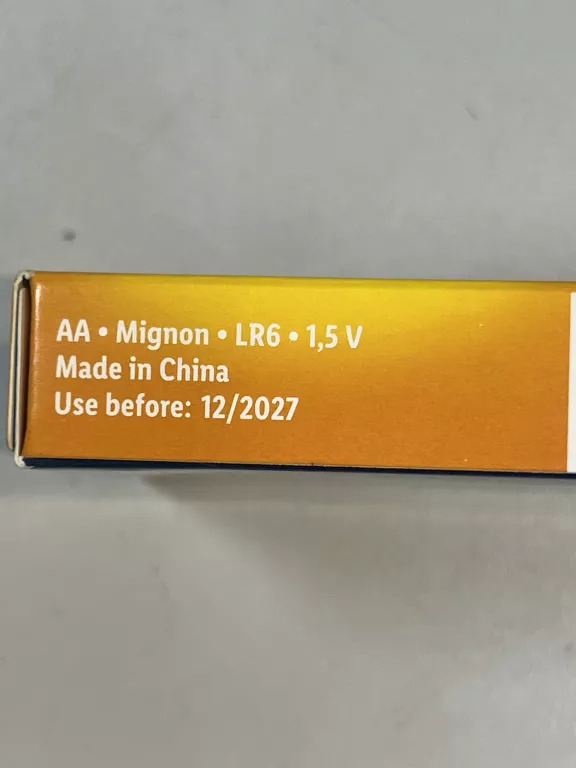 AA • Mignon • LR6 • 1,5 V
Made in China
Use before: 12/2027